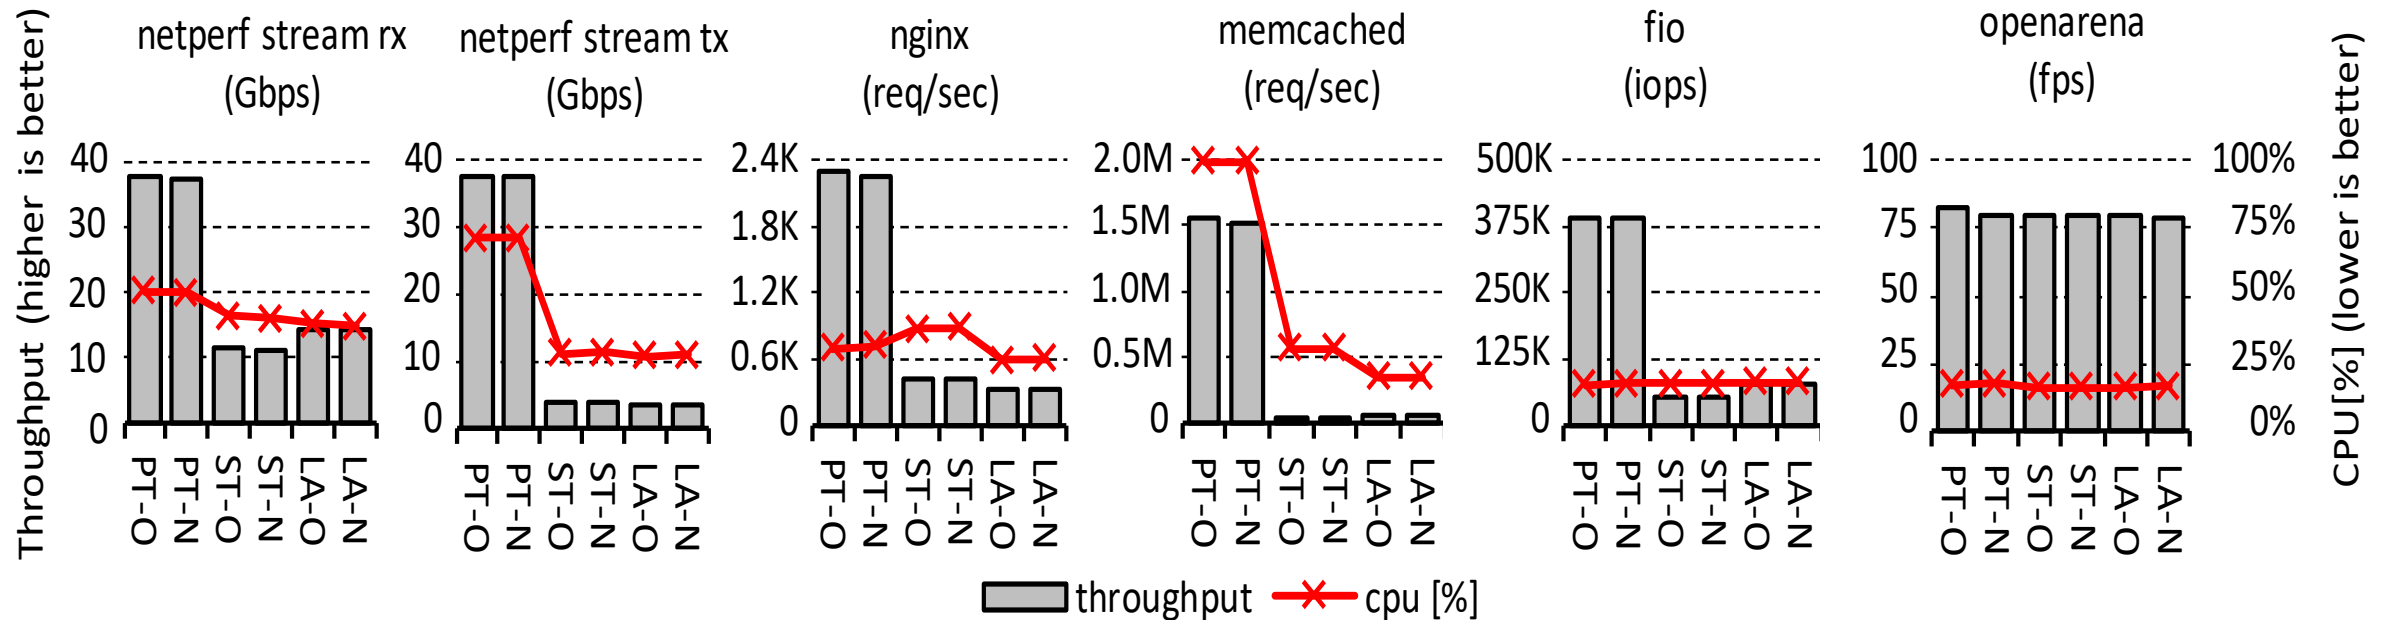 Throughput (higher is better)
netperf stream rx
(Gbps)
40
30
20
10
0
PT-O
PT-N
ST-O
ST-N
LA-O
LA-N
netperf stream tx
(Gbps)
40
30
20
10
0
PT-O
PT-N
ST-O
ST-N
LA-O
LA-N
nginx
(req/sec)
2.4K
1.8K
1.2K
0.6K
0
PT-O
PT-N
ST-O
ST-N
LA-O
LA-N
memcached
(req/sec)
2.0M
1.5M
1.0M
0.5M
0
PT-O
PT-N
ST-O
ST-N
LA-O
LA-N
fio
(iops)
500K
375K
250K
125K
0
PT-O
PT-N
ST-O
ST-N
LA-O
LA-N
openarena
(fps)
100
75
50
25
0
PT-O
PT-N
ST-O
ST-N
LA-O
LA-N
100%
75%
50%
25%
0%
CPU[%] (lower is better)
throughput
cpu [%]